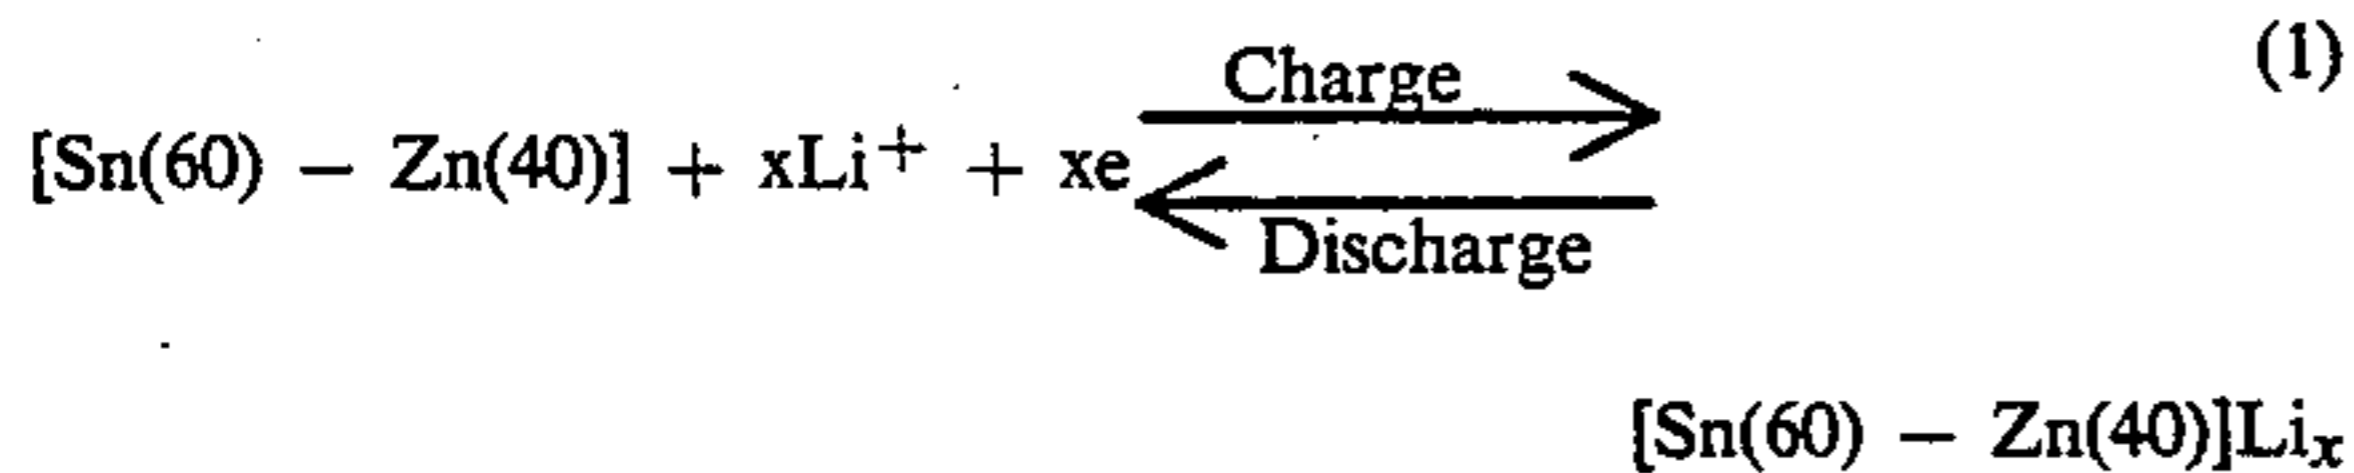 (1)
Charge
[Sn(60) − Zn(40)] + xLi⁺ + xe
Discharge
[Sn(60) − Zn(40)]Liₓ